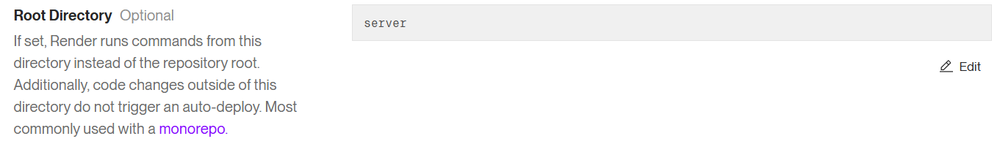 Root Directory Optional
server
If set, Render runs commands from this
directory instead of the repository root.
Additionally, code changes outside of this
directory do not trigger an auto-deploy. Most
commonly used with a monorepo.
Edit